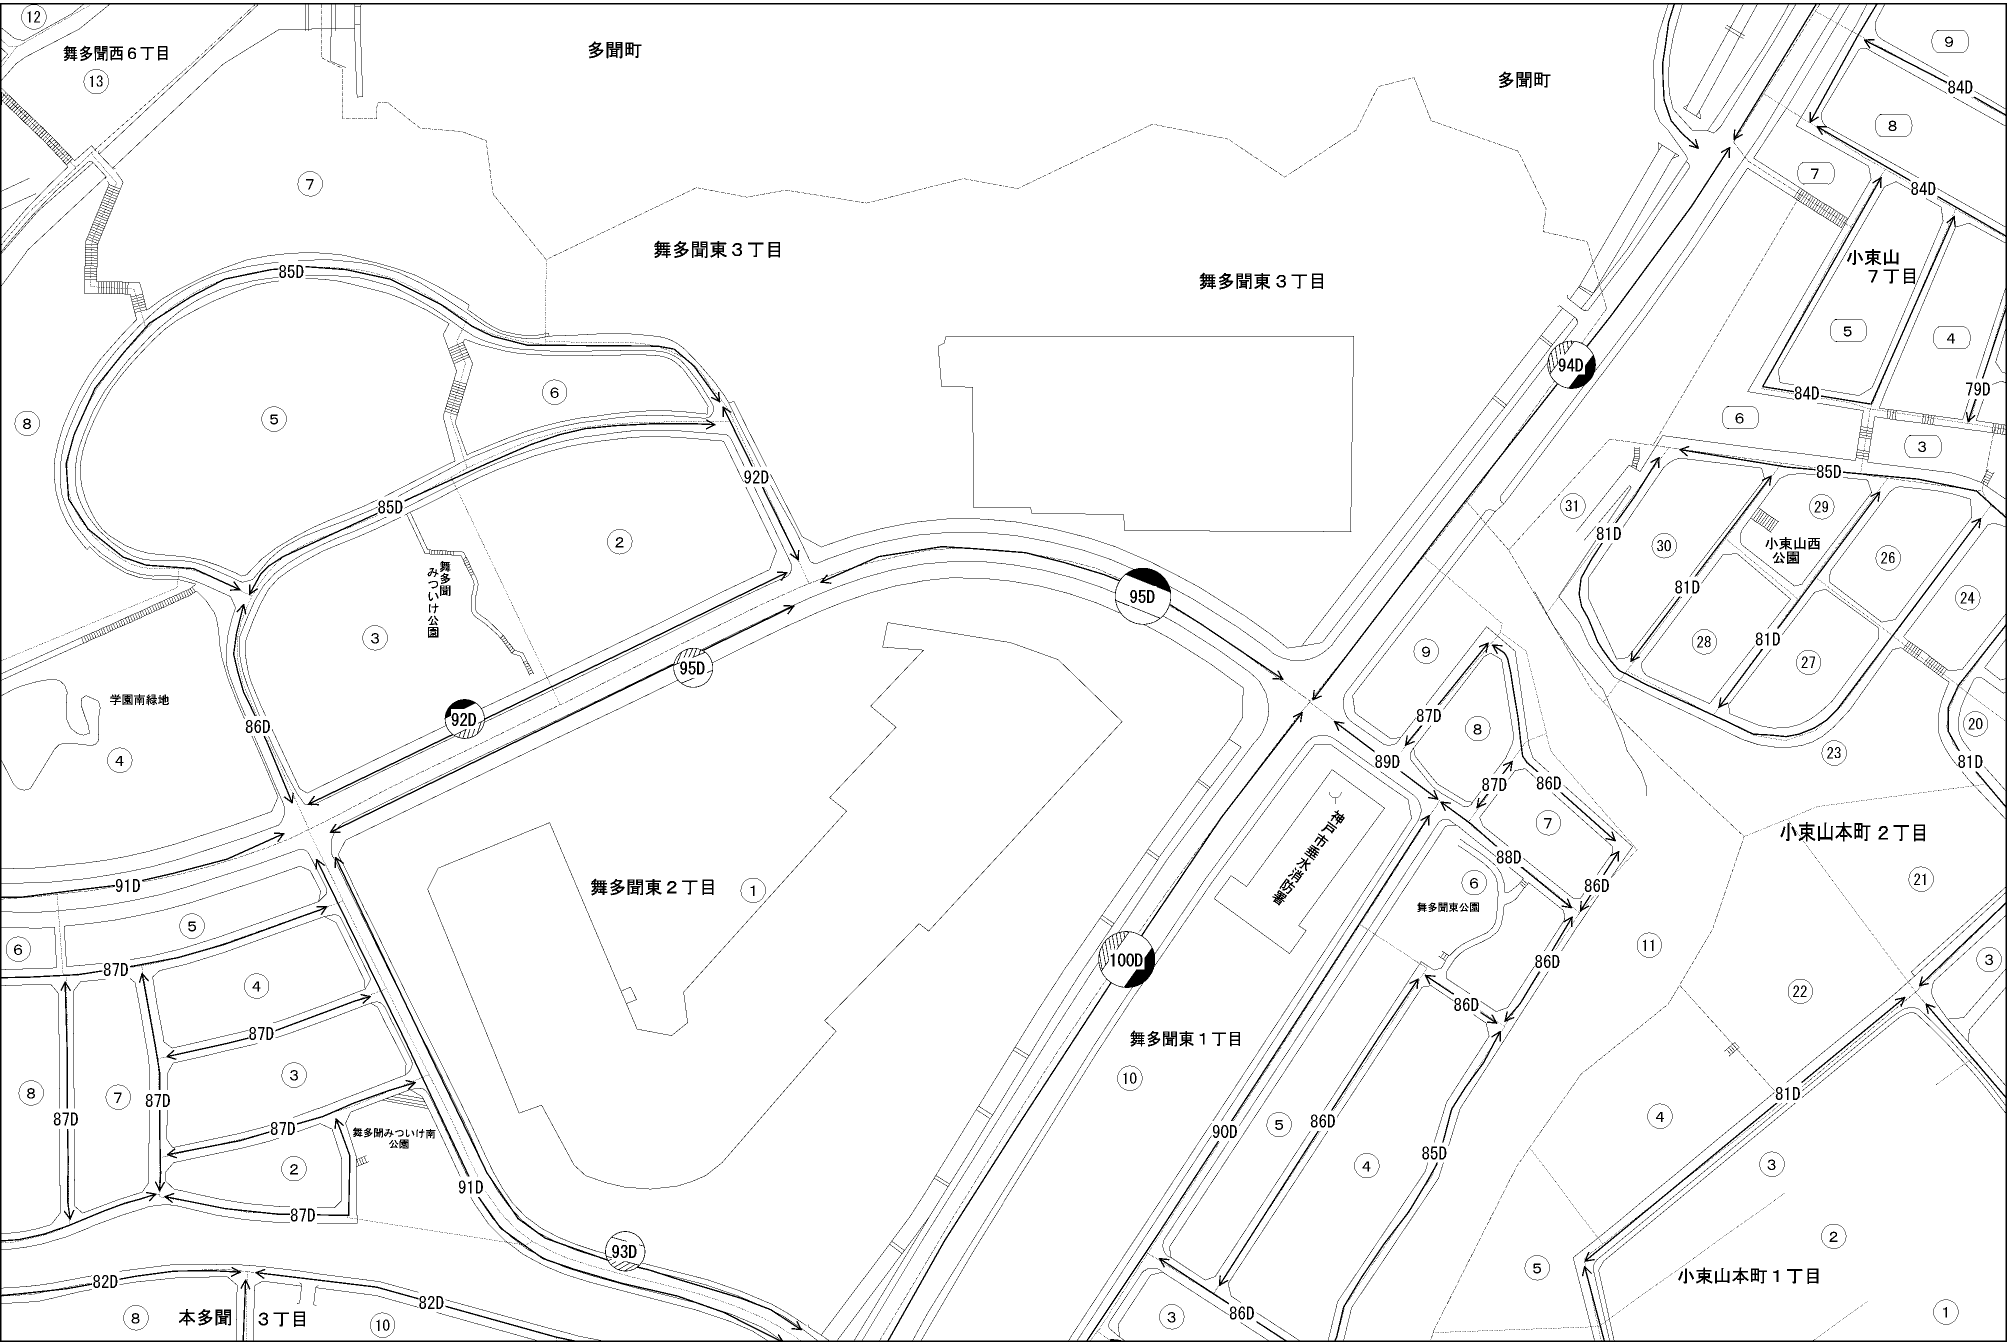 12
舞多聞西6丁目
13
多聞町
多聞町
9
84D
8
7
84D
7
小束山
7丁目
舞多聞東3丁目
舞多聞東3丁目
85D
5
4
94D
79D
84D
6
3
8
5
6
92D
85D
85D
31
29
81D
30
小束山西
公園
26
2
舞多聞
みついけ公園
3
95D
81D
24
28
81D
27
95D
9
学園南緑地
86D
92D
87D
8
20
23
4
89D
87D
86D
81D
神戸市垂水消防署
7
小束山本町2丁目
88D
91D
舞多聞東2丁目
1
6
86D
21
舞多聞東公園
5
6
11
100D
86D
3
87D
4
22
86D
87D
舞多聞東1丁目
3
10
8
7
87D
81D
87D
87D
舞多聞みついけ南
公園
90D
5
86D
4
2
85D
4
3
91D
87D
2
93D
5
小束山本町1丁目
82D
82D
86D
3
1
8
本多聞
3丁目
10